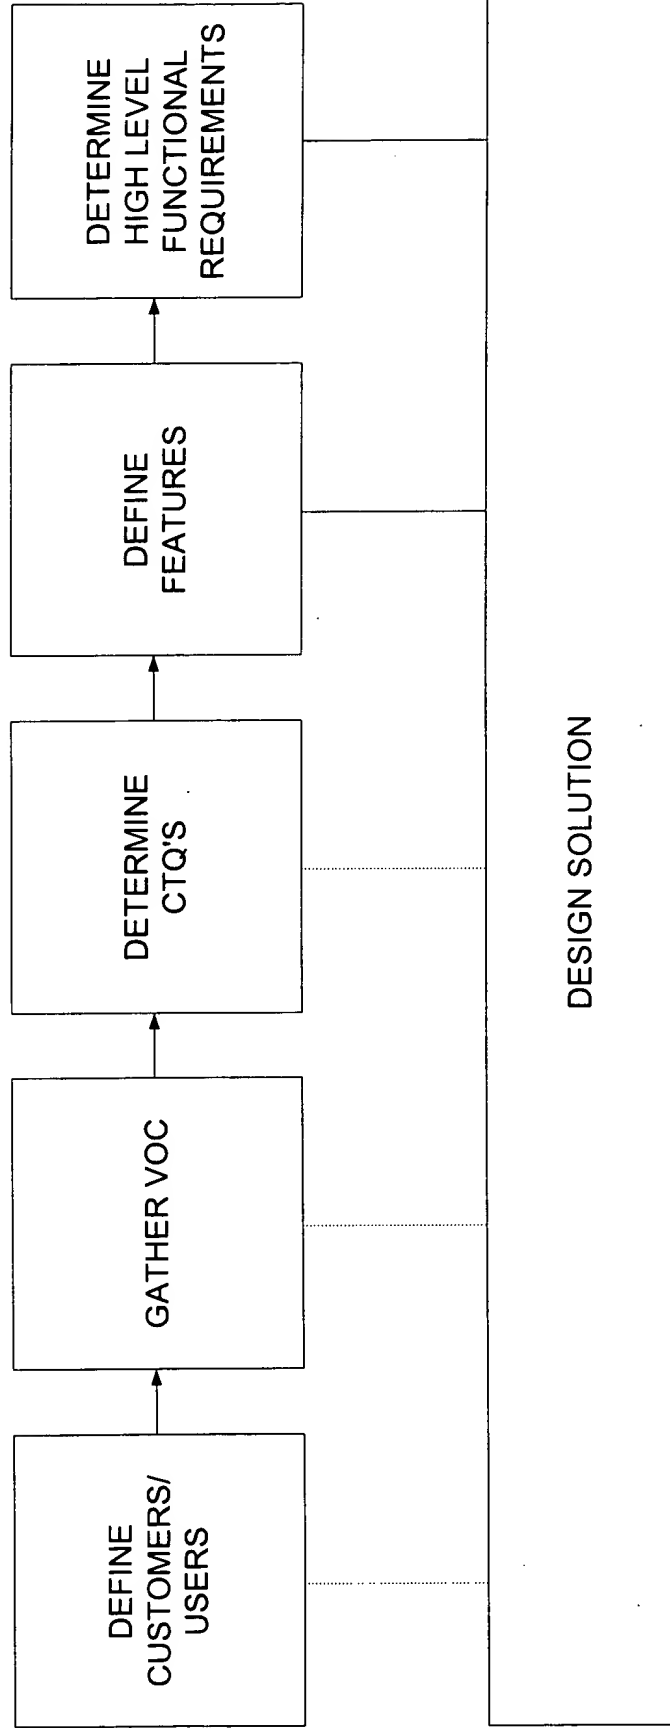 DEFINE
CUSTOMERS/
USERS
GATHER VOC
DETERMINE
CTQ'S
DEFINE
FEATURES
DETERMINE
HIGH LEVEL
FUNCTIONAL
REQUIREMENTS
DESIGN SOLUTION